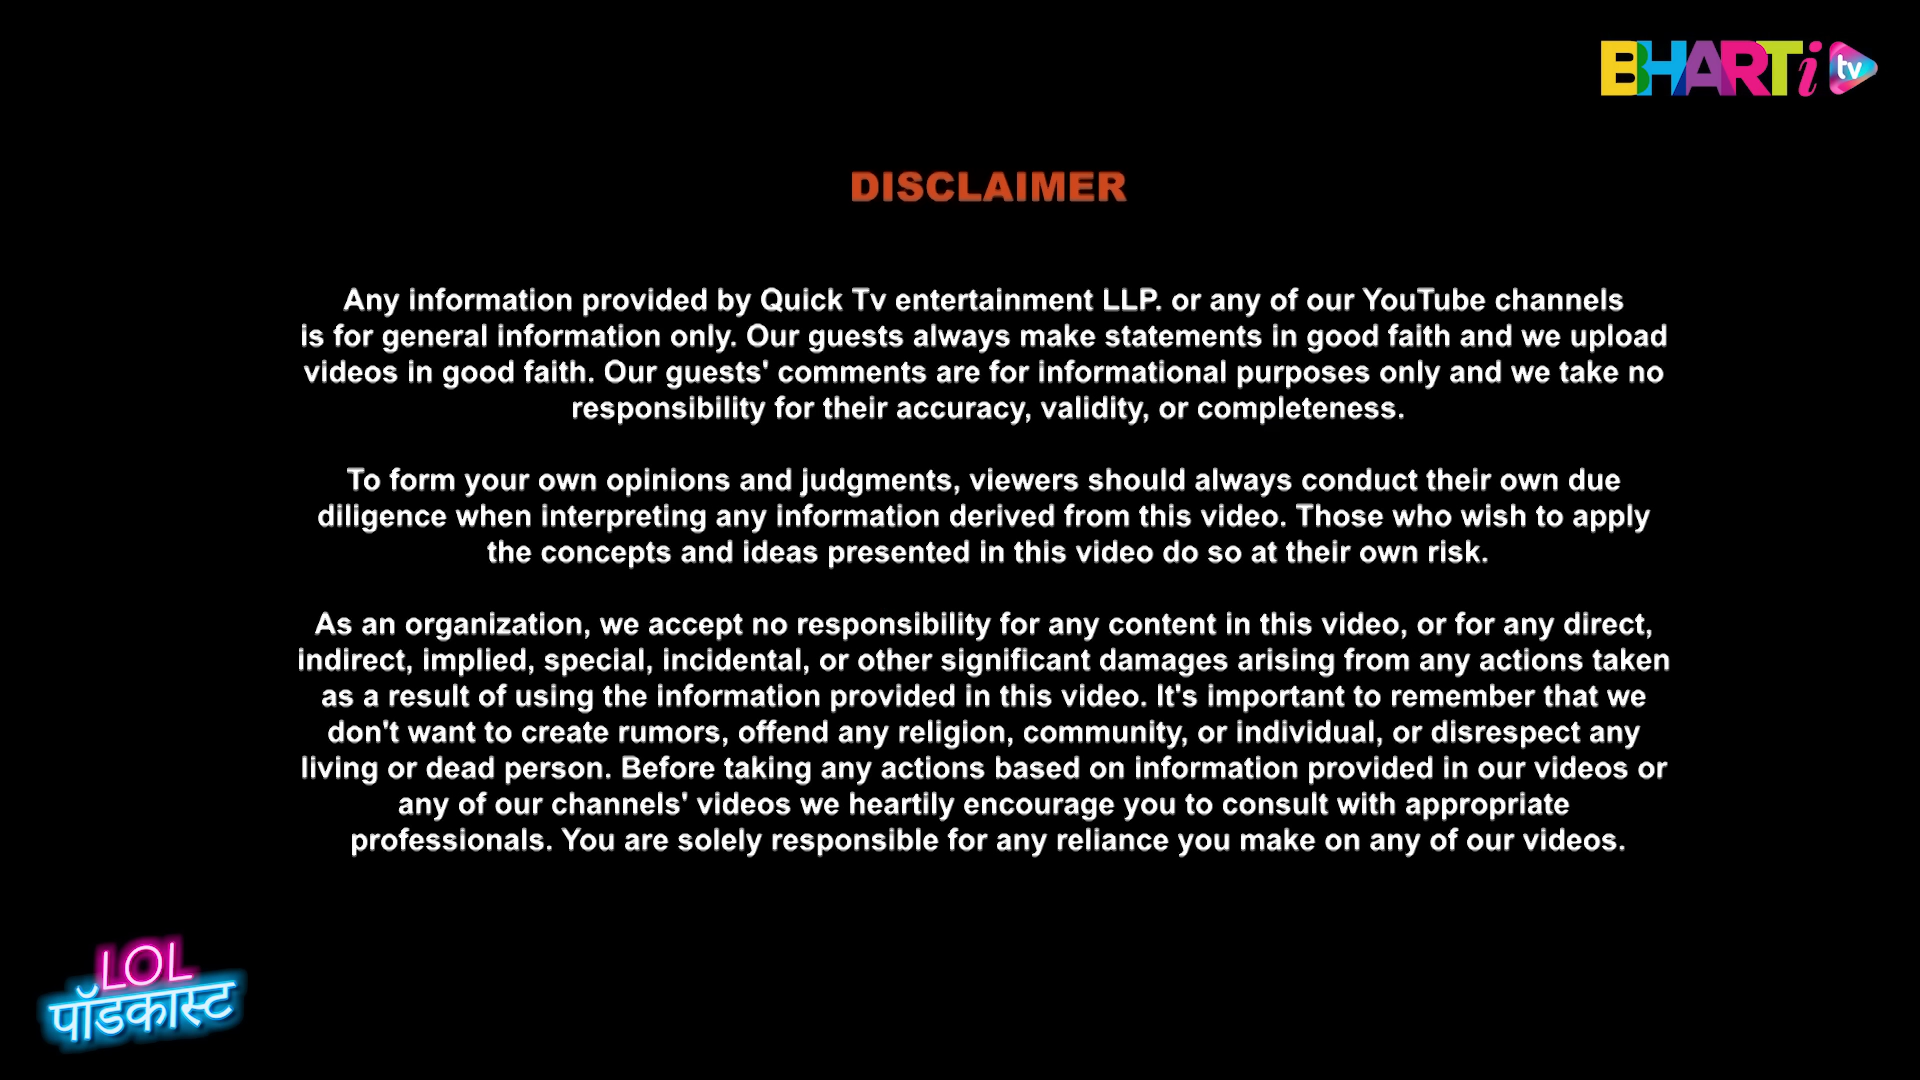 BHARTi tv
DISCLAIMER
Any information provided by Quick Tv entertainment LLP. or any of our YouTube channels
is for general information only. Our guests always make statements in good faith and we upload
videos in good faith. Our guests' comments are for informational purposes only and we take no
responsibility for their accuracy, validity, or completeness.
To form your own opinions and judgments, viewers should always conduct their own due
diligence when interpreting any information derived from this video. Those who wish to apply
the concepts and ideas presented in this video do so at their own risk.
As an organization, we accept no responsibility for any content in this video, or for any direct,
indirect, implied, special, incidental, or other significant damages arising from any actions taken
as a result of using the information provided in this video. It's important to remember that we
don't want to create rumors, offend any religion, community, or individual, or disrespect any
living or dead person. Before taking any actions based on information provided in our videos or
any of our channels' videos we heartily encourage you to consult with appropriate
professionals. You are solely responsible for any reliance you make on any of our videos.
LOL
पॉडकास्ट